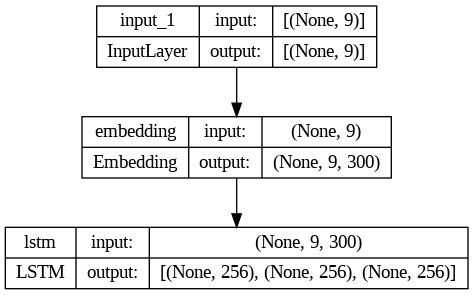 input_1 input: [(None, 9)]
InputLayer output: [(None, 9)]
embedding input: (None, 9)
Embedding output: (None, 9, 300)
lstm input: (None, 9, 300)
LSTM output: [(None, 256), (None, 256), (None, 256)]